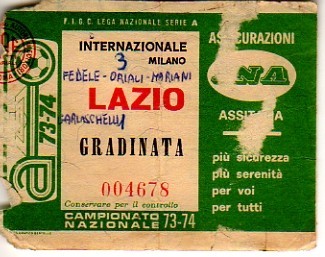 F.I.G.C. LEGA NAZIONALE SERIE A
INTERNAZIONALE
3 MILANO
FEDELE-ORIALI-MARIANI
LAZIO
GARLASCHELLI
GRADINATA
004678
Conservare per il controllo
CAMPIONATO
NAZIONALE 73-74
a 73-74
ASSICURAZIONI
INA
ASSITALIA
più sicurezza
più serenità
per voi
per tutti